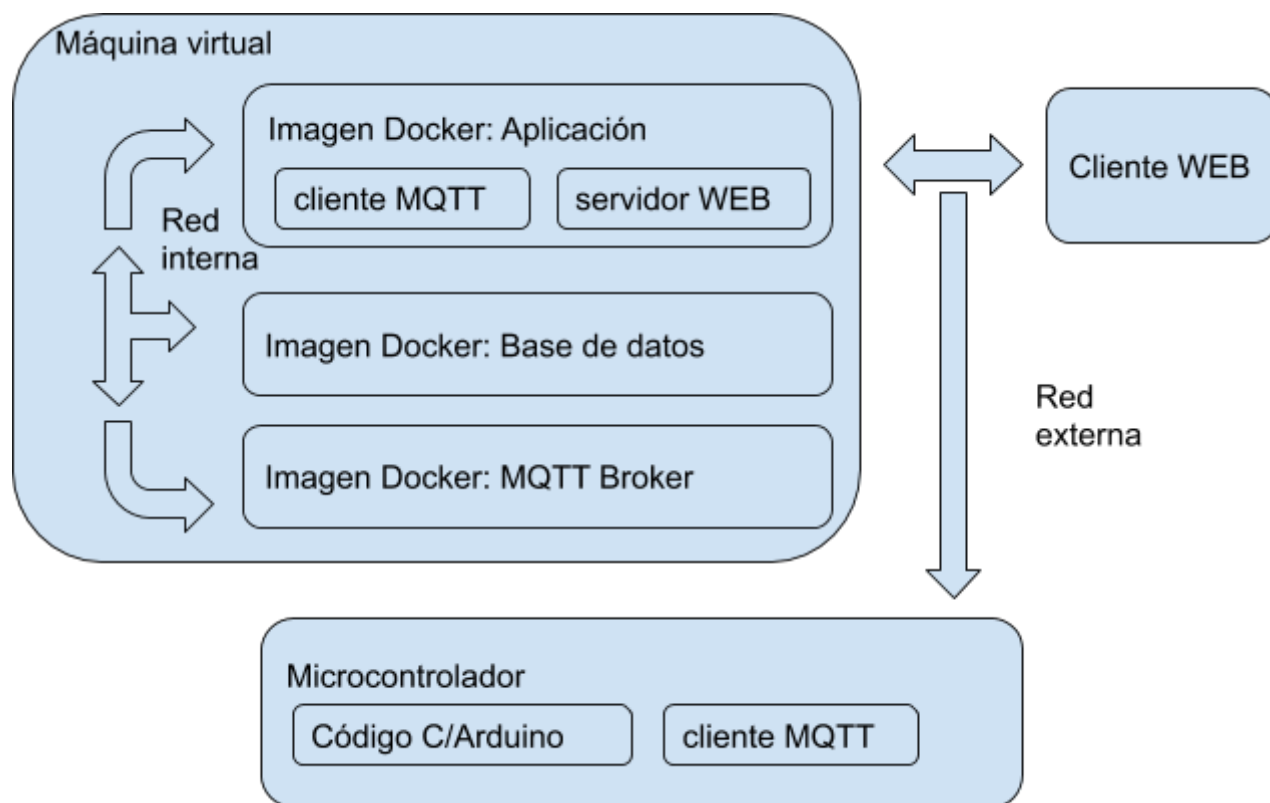 Máquina virtual
Imagen Docker: Aplicación
cliente MQTT
servidor WEB
Red
interna
Imagen Docker: Base de datos
Imagen Docker: MQTT Broker
Cliente WEB
Red
externa
Microcontrolador
Código C/Arduino
cliente MQTT